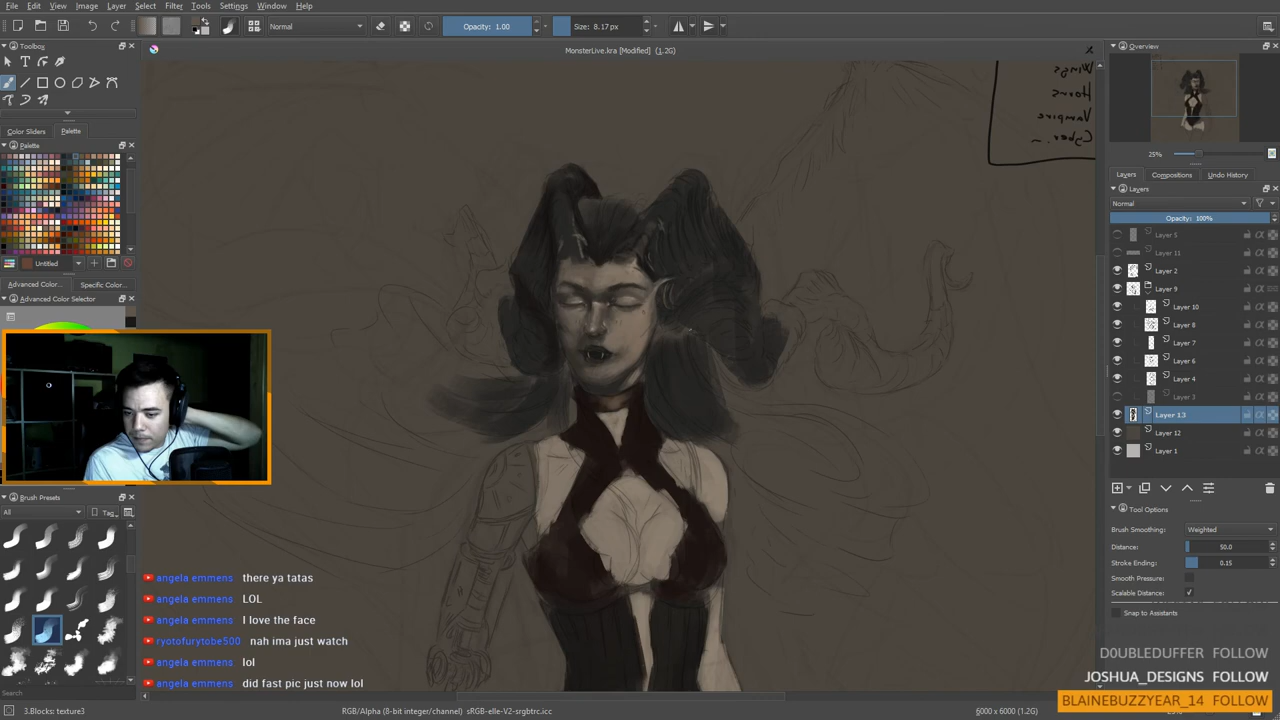 File Edit View Image Layer Select Filter Tools Settings Window Help
Normal
Opacity: 1.00
Size: 8.17 px
MonsterLive.kra [Modified] (1.2G)
Toolbox
Color Sliders Palette
Palette
Untitled
Advanced Color... Specific Color...
Advanced Color Selector
Brush Presets
All
Tag
Search
3.Blocks: texture3
RGB/Alpha (8-bit integer/channel) sRGB-elle-V2-srgbtrc.icc
6000 x 6000 (1.2G)
Wings
Horns
Vampire
Cyber. ~
angela emmens there ya tatas
angela emmens LOL
angela emmens I love the face
ryotofurytobe500 nah ima just watch
angela emmens lol
angela emmens did fast pic just now lol
Overview
25%
Layers Compositions Undo History
Layers
Normal
Opacity: 100%
Layer 5
Layer 11
Layer 2
Layer 9
Layer 10
Layer 8
Layer 7
Layer 6
Layer 4
Layer 3
Layer 13
Layer 12
Layer 1
Tool Options
Brush Smoothing: Weighted
Distance: 50.0
Stroke Ending: 0.15
Smooth Pressure:
Scalable Distance:
Snap to Assistants
D0UBLEDUFFER FOLLOW
JOSHUA_DESIGNS FOLLOW
BLAINEBUZZYEAR_14 FOLLOW